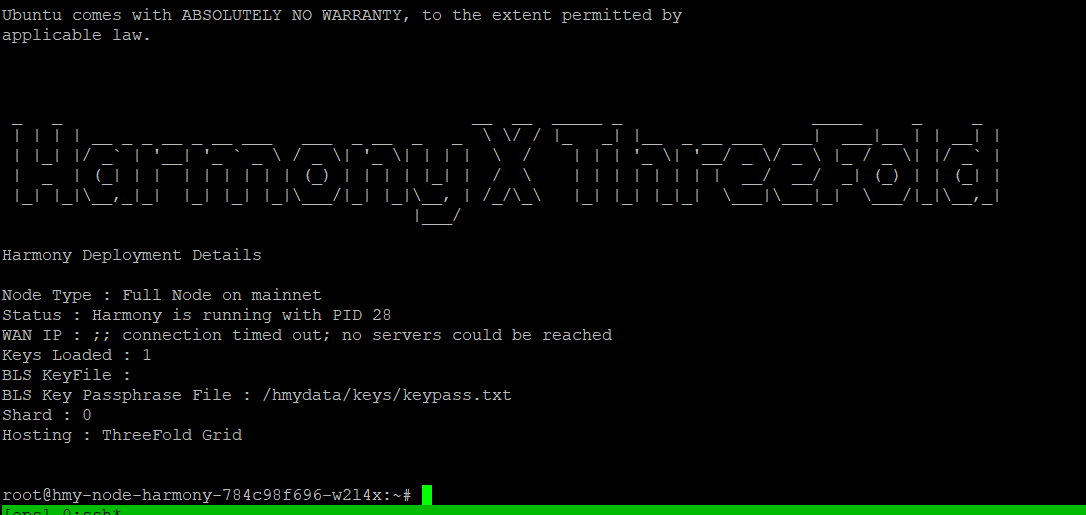 Ubuntu comes with ABSOLUTELY NO WARRANTY, to the extent permitted by
applicable law.
HarmonyX ThreeFold
Harmony Deployment Details
Node Type : Full Node on mainnet
Status : Harmony is running with PID 28
WAN IP : ;; connection timed out; no servers could be reached
Keys Loaded : 1
BLS KeyFile :
BLS Key Passphrase File : /hmydata/keys/keypass.txt
Shard : 0
Hosting : ThreeFold Grid
root@hmy-node-harmony-784c98f696-w2l4x:~#